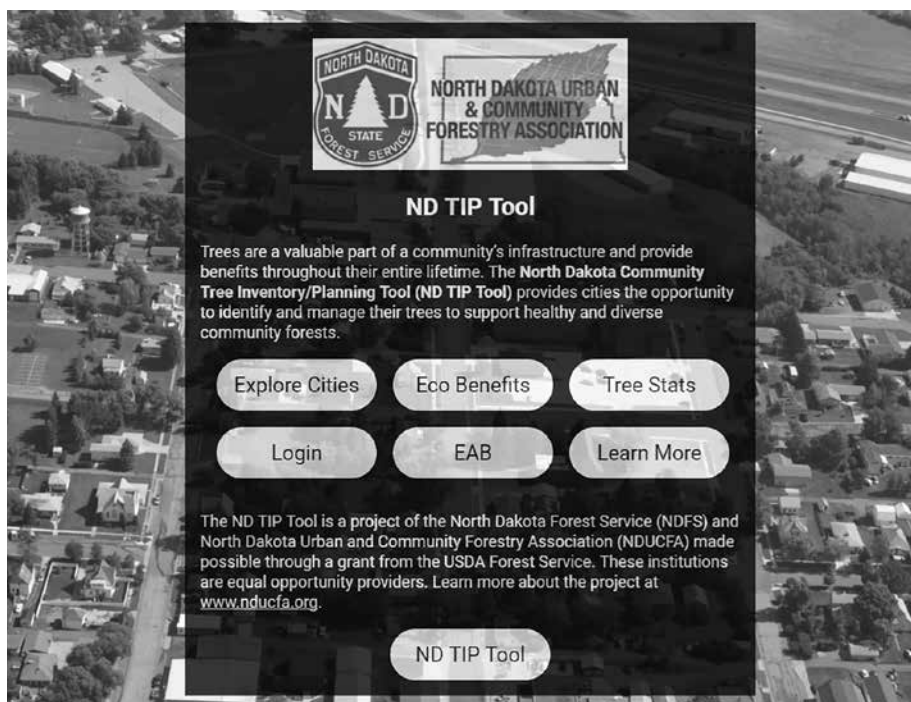 NORTH DAKOTA
N D
STATE
FOREST SERVICE
NORTH DAKOTA URBAN
& COMMUNITY
FORESTRY ASSOCIATION
ND TIP Tool
Trees are a valuable part of a community's infrastructure and provide
benefits throughout their entire lifetime. The North Dakota Community
Tree Inventory/Planning Tool (ND TIP Tool) provides cities the opportunity
to identify and manage their trees to support healthy and diverse
community forests.
Explore Cities Eco Benefits Tree Stats
Login EAB Learn More
The ND TIP Tool is a project of the North Dakota Forest Service (NDFS) and
North Dakota Urban and Community Forestry Association (NDUCFA) made
possible through a grant from the USDA Forest Service. These institutions
are equal opportunity providers. Learn more about the project at
www.nducfa.org.
ND TIP Tool